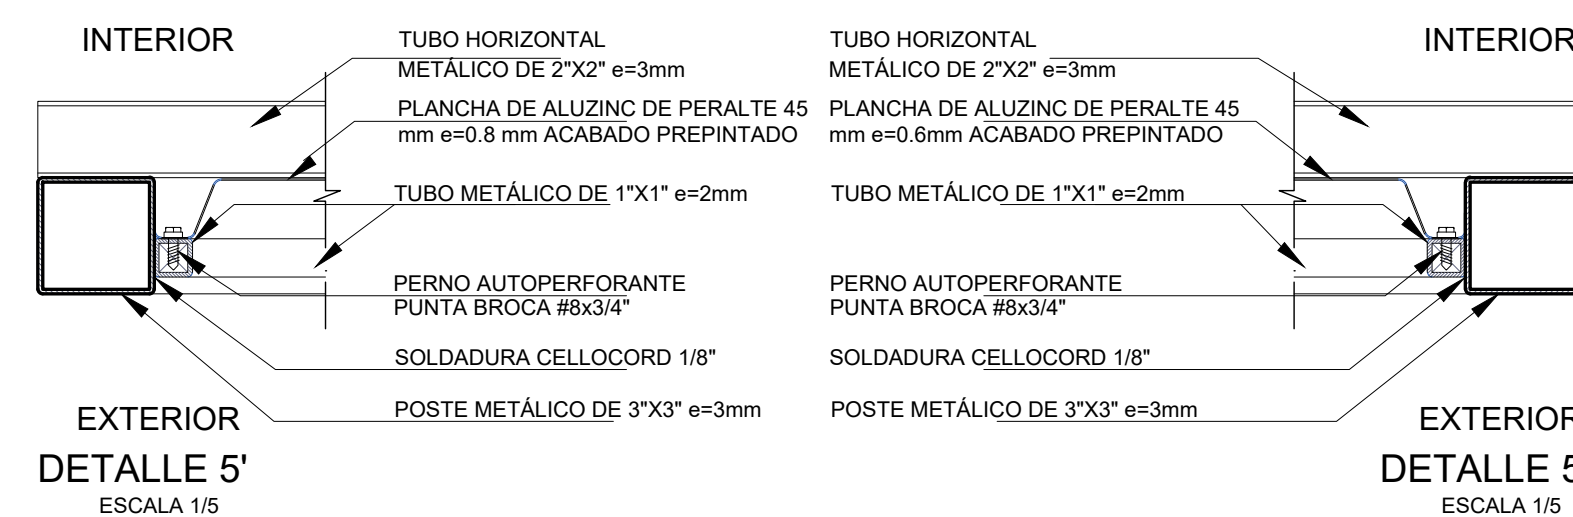 INTERIOR
TUBO HORIZONTAL
METÁLICO DE 2"X2" e=3mm
PLANCHA DE ALUZINC DE PERALTE 45
mm e=0.8 mm ACABADO PREPINTADO
TUBO METÁLICO DE 1"X1" e=2mm
PERNO AUTOPERFORANTE
PUNTA BROCA #8x3/4"
SOLDADURA CELLOCORD 1/8"
POSTE METÁLICO DE 3"X3" e=3mm
EXTERIOR
DETALLE 5'
ESCALA 1/5
INTERIOR
TUBO HORIZONTAL
METÁLICO DE 2"X2" e=3mm
PLANCHA DE ALUZINC DE PERALTE 45
mm e=0.6mm ACABADO PREPINTADO
TUBO METÁLICO DE 1"X1" e=2mm
PERNO AUTOPERFORANTE
PUNTA BROCA #8x3/4"
SOLDADURA CELLOCORD 1/8"
POSTE METÁLICO DE 3"X3" e=3mm
EXTERIOR
DETALLE 5
ESCALA 1/5